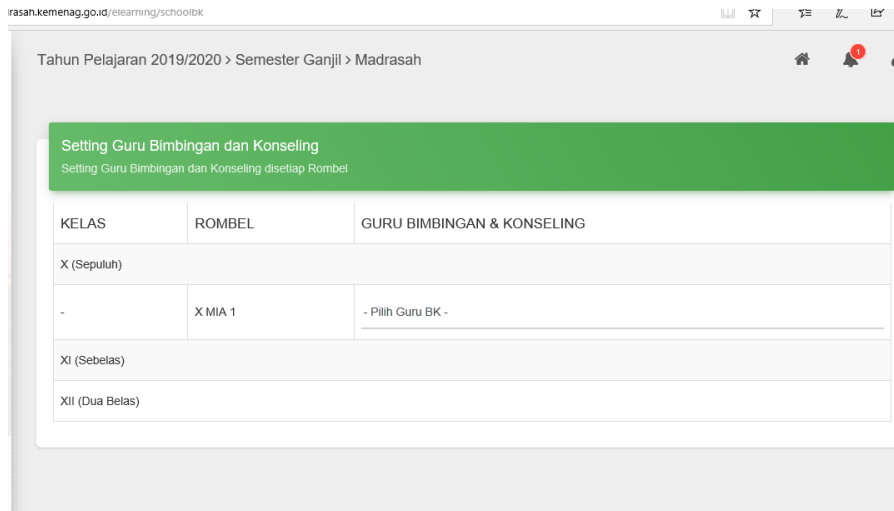 rasah.kemenag.go.id/elearning/schoolbk
Tahun Pelajaran 2019/2020 > Semester Ganjil > Madrasah
1
Setting Guru Bimbingan dan Konseling
Setting Guru Bimbingan dan Konseling disetiap Rombel
KELAS ROMBEL GURU BIMBINGAN & KONSELING
X (Sepuluh)
- X MIA 1 - Pilih Guru BK -
XI (Sebelas)
XII (Dua Belas)